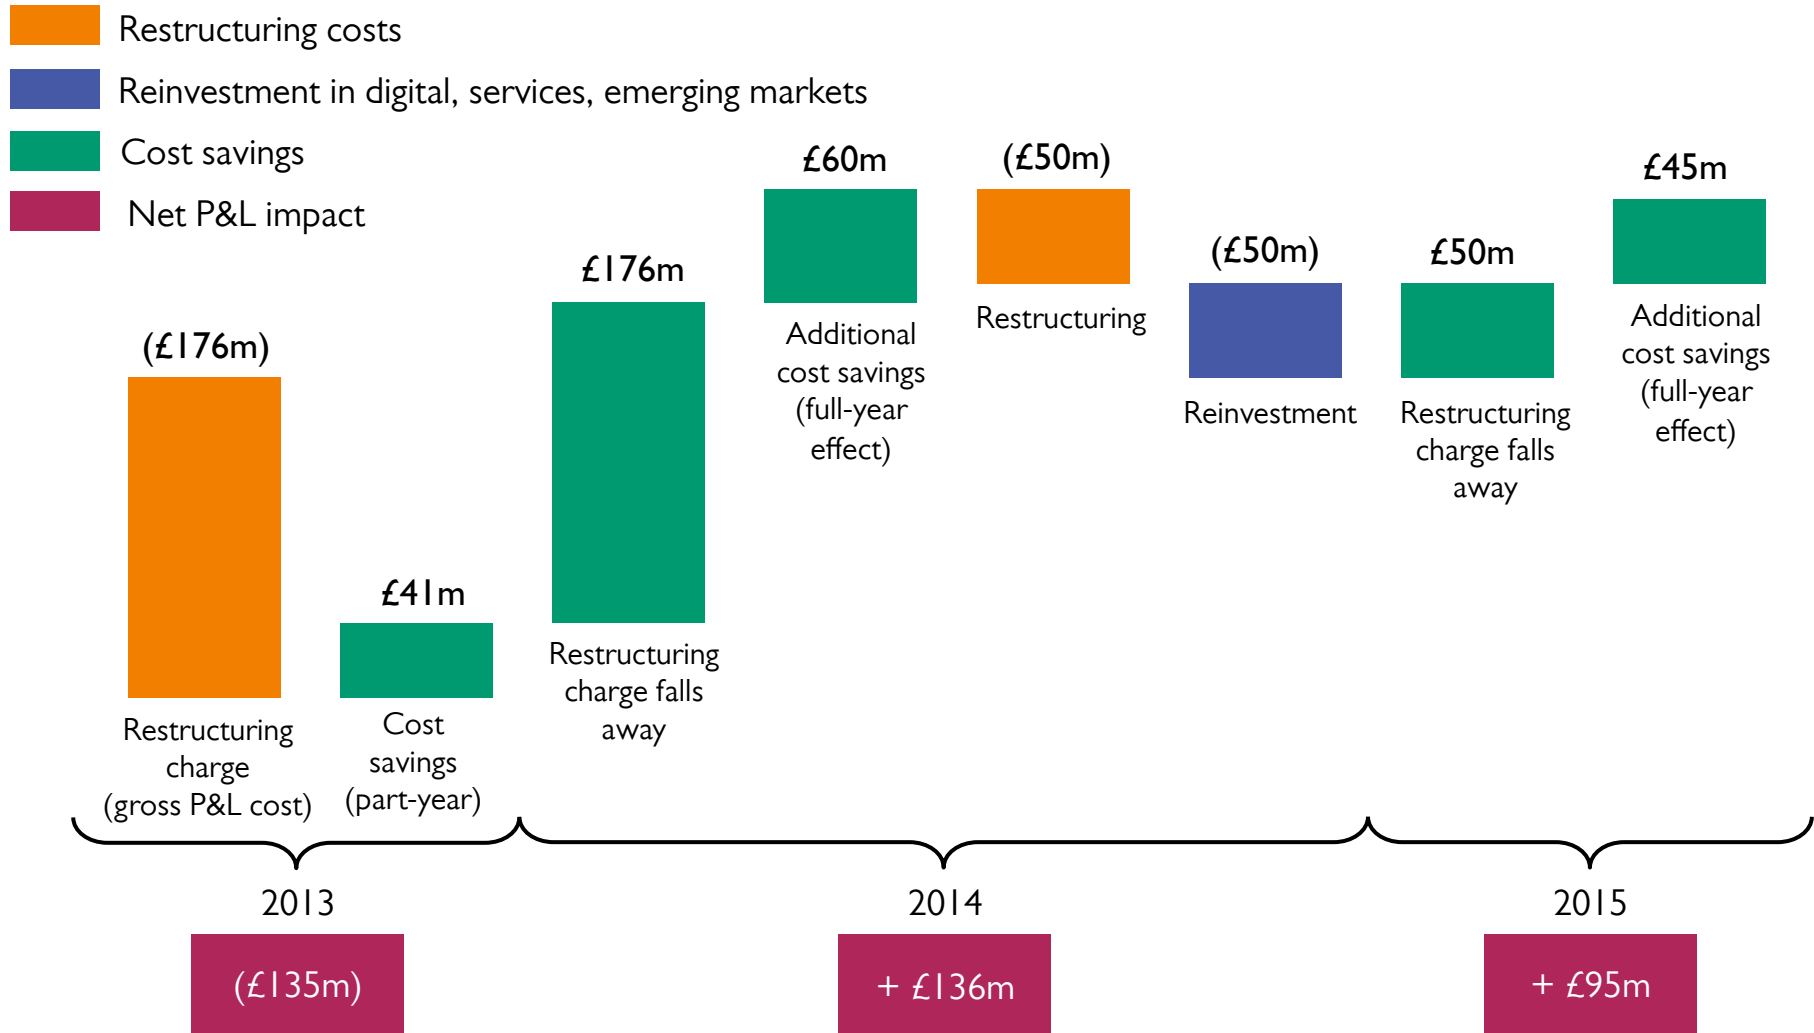 Restructuring costs
Reinvestment in digital, services, emerging markets
Cost savings
Net P&L impact
(£176m)
Restructuring
charge
(gross P&L cost)
£41m
Cost
savings
(part-year)
£176m
Restructuring
charge falls
away
£60m
Additional
cost savings
(full-year
effect)
(£50m)
Restructuring
(£50m)
Reinvestment
£50m
Restructuring
charge falls
away
£45m
Additional
cost savings
(full-year
effect)
2013
(£135m)
2014
+ £136m
2015
+ £95m